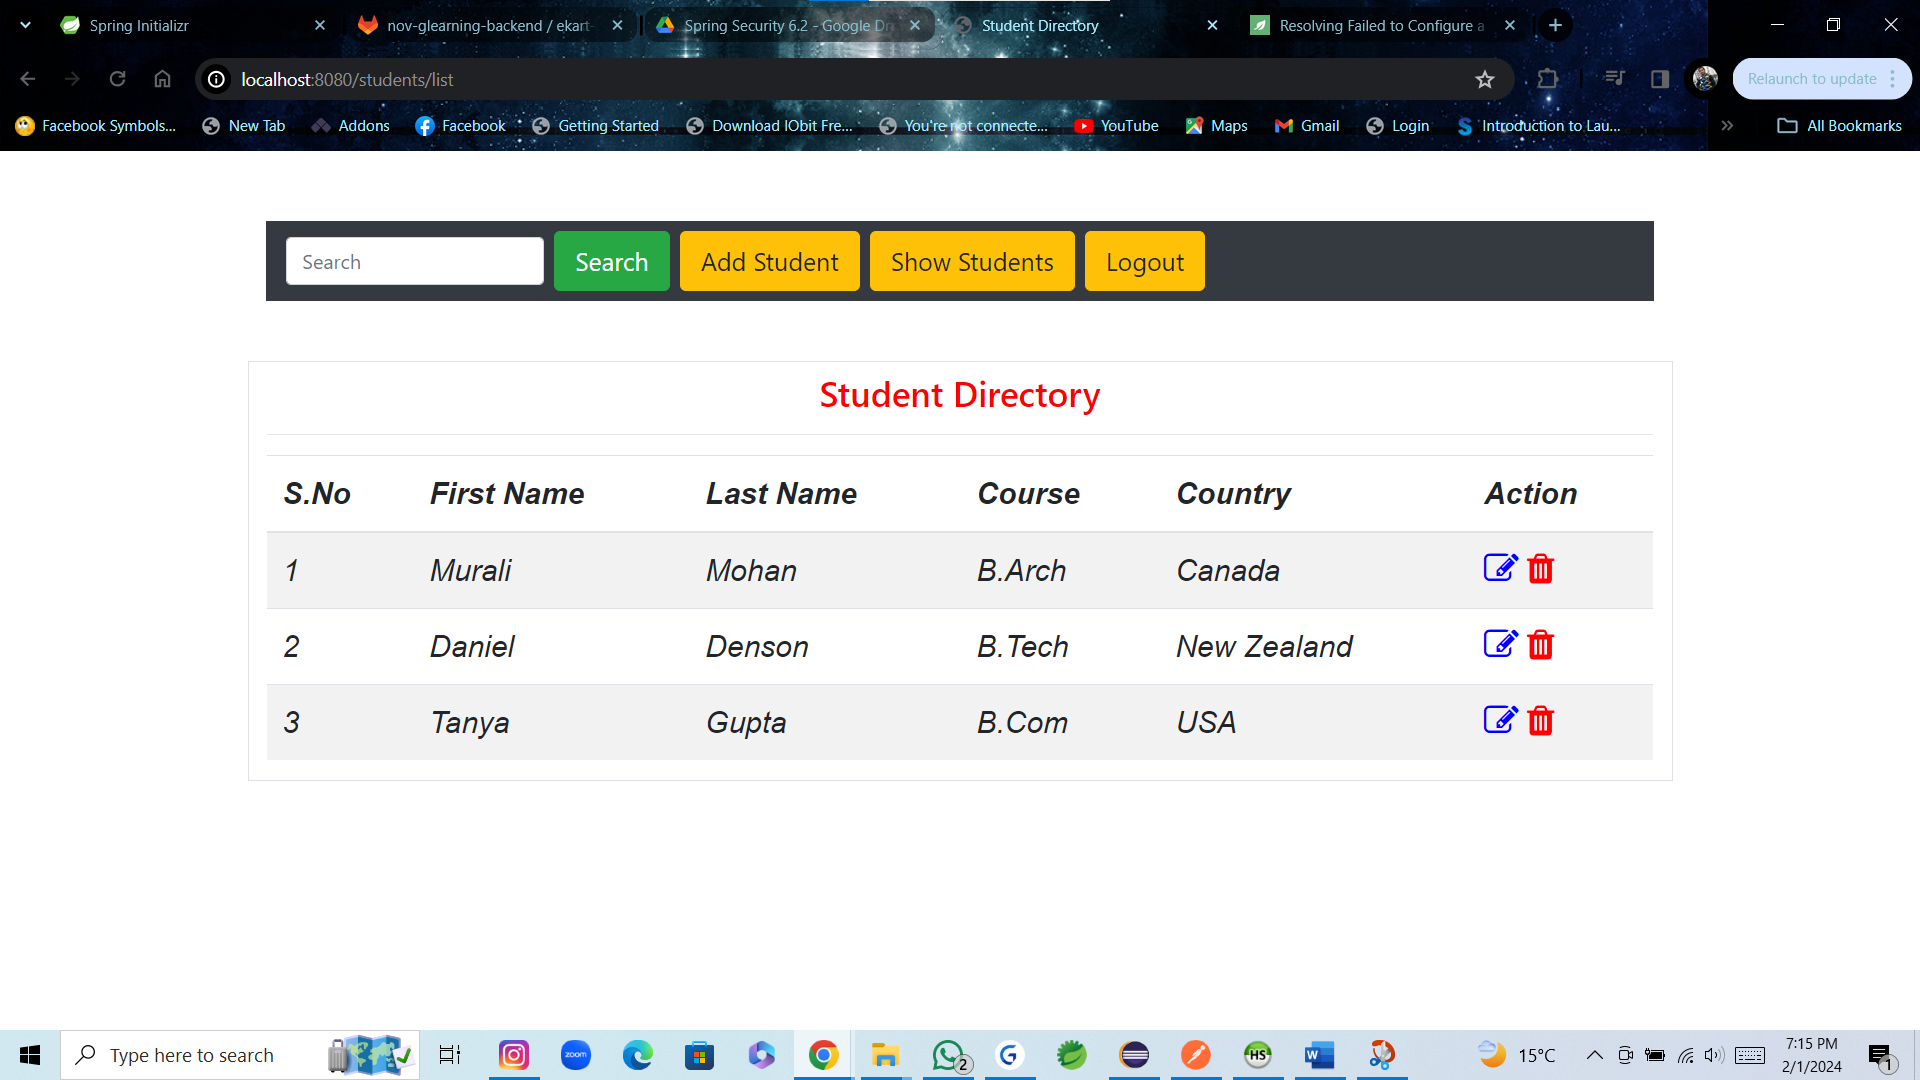 Spring Initializr
nov-glearning-backend / ekart-
Spring Security 6.2 - Google Dr
Student Directory
Resolving Failed to Configure a
localhost:8080/students/list
Relaunch to update
Facebook Symbols...
New Tab
Addons
Facebook
Getting Started
Download IObit Fre...
You're not connecte...
YouTube
Maps
Gmail
Login
Introduction to Lau...
All Bookmarks
Search
Search
Add Student
Show Students
Logout
Student Directory
S.No First Name Last Name Course Country Action
1 Murali Mohan B.Arch Canada
2 Daniel Denson B.Tech New Zealand
3 Tanya Gupta B.Com USA
Type here to search
zoom
2
G
HS
W
15°C
7:15 PM
2/1/2024
1